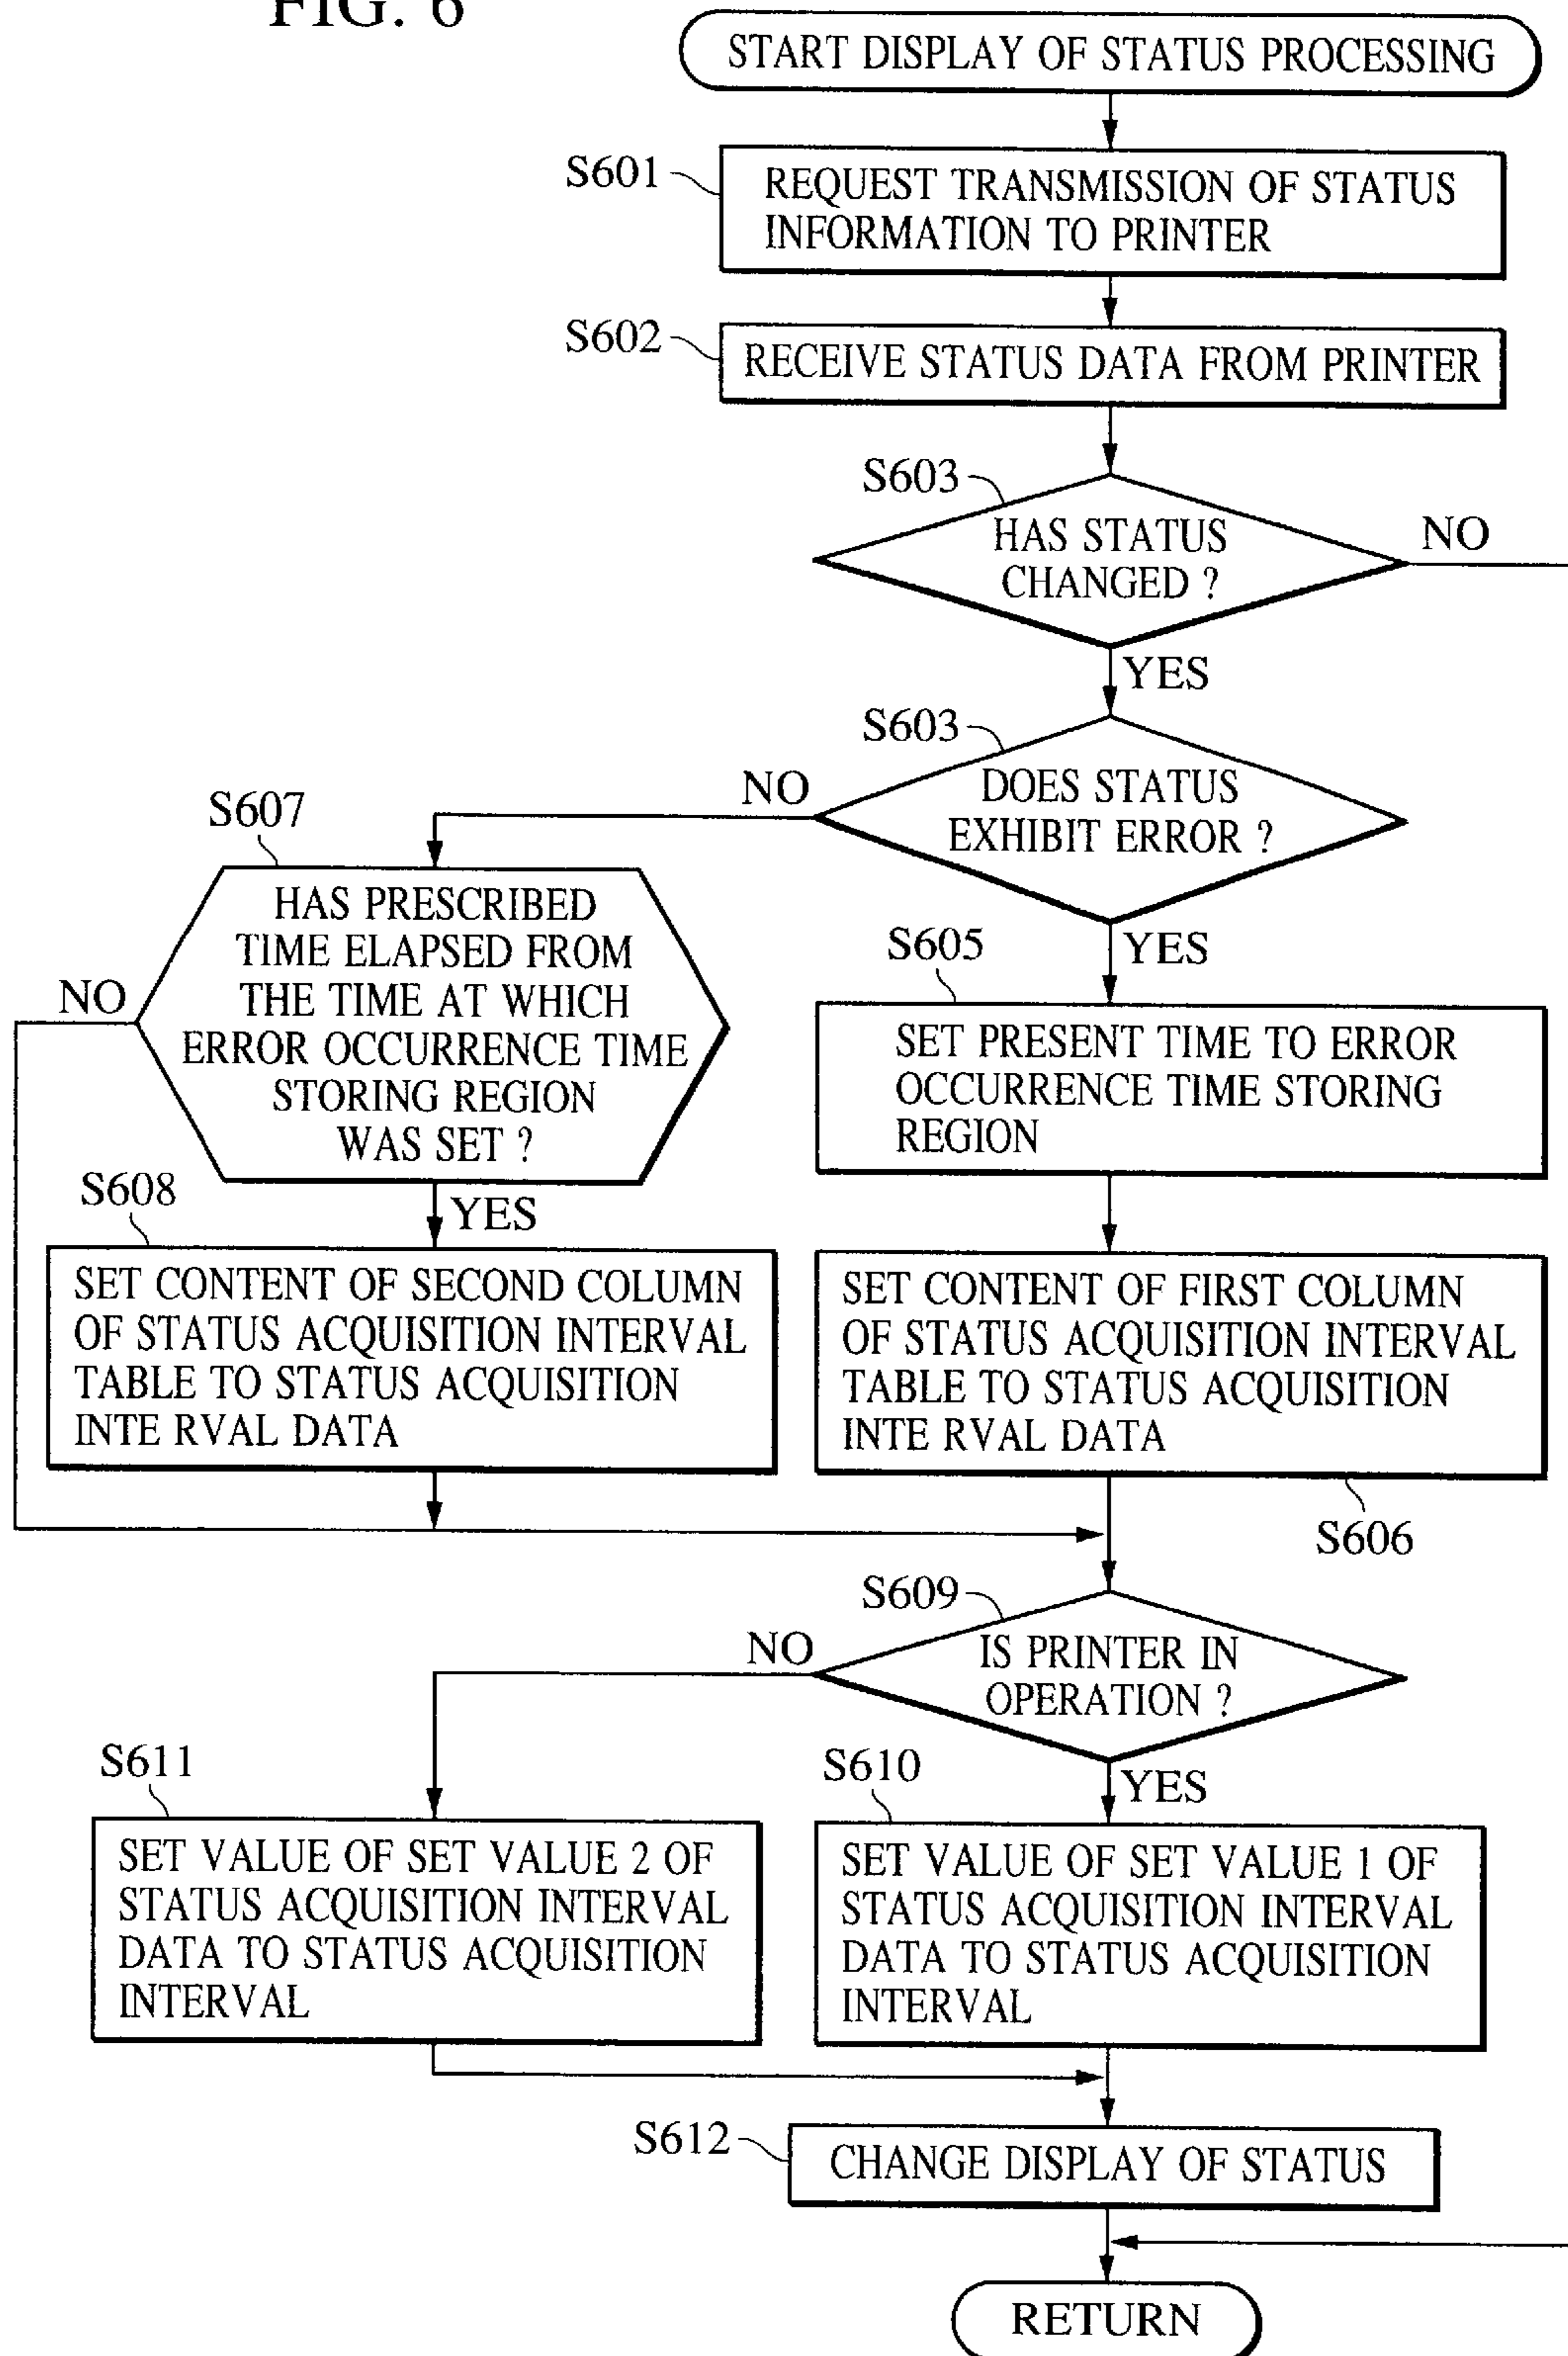 FIG. 6
START DISPLAY OF STATUS PROCESSING
S601
REQUEST TRANSMISSION OF STATUS
INFORMATION TO PRINTER
S602
RECEIVE STATUS DATA FROM PRINTER
S603
HAS STATUS
CHANGED ?
NO
YES
S603
DOES STATUS
EXHIBIT ERROR ?
NO
YES
S607
HAS PRESCRIBED
TIME ELAPSED FROM
THE TIME AT WHICH
ERROR OCCURRENCE TIME
STORING REGION
WAS SET ?
NO
YES
S605
SET PRESENT TIME TO ERROR
OCCURRENCE TIME STORING
REGION
S608
SET CONTENT OF SECOND COLUMN
OF STATUS ACQUISITION INTERVAL
TABLE TO STATUS ACQUISITION
INTE RVAL DATA
SET CONTENT OF FIRST COLUMN
OF STATUS ACQUISITION INTERVAL
TABLE TO STATUS ACQUISITION
INTE RVAL DATA
S606
S609
IS PRINTER IN
OPERATION ?
NO
YES
S611
SET VALUE OF SET VALUE 2 OF
STATUS ACQUISITION INTERVAL
DATA TO STATUS ACQUISITION
INTERVAL
S610
SET VALUE OF SET VALUE 1 OF
STATUS ACQUISITION INTERVAL
DATA TO STATUS ACQUISITION
INTERVAL
S612
CHANGE DISPLAY OF STATUS
RETURN